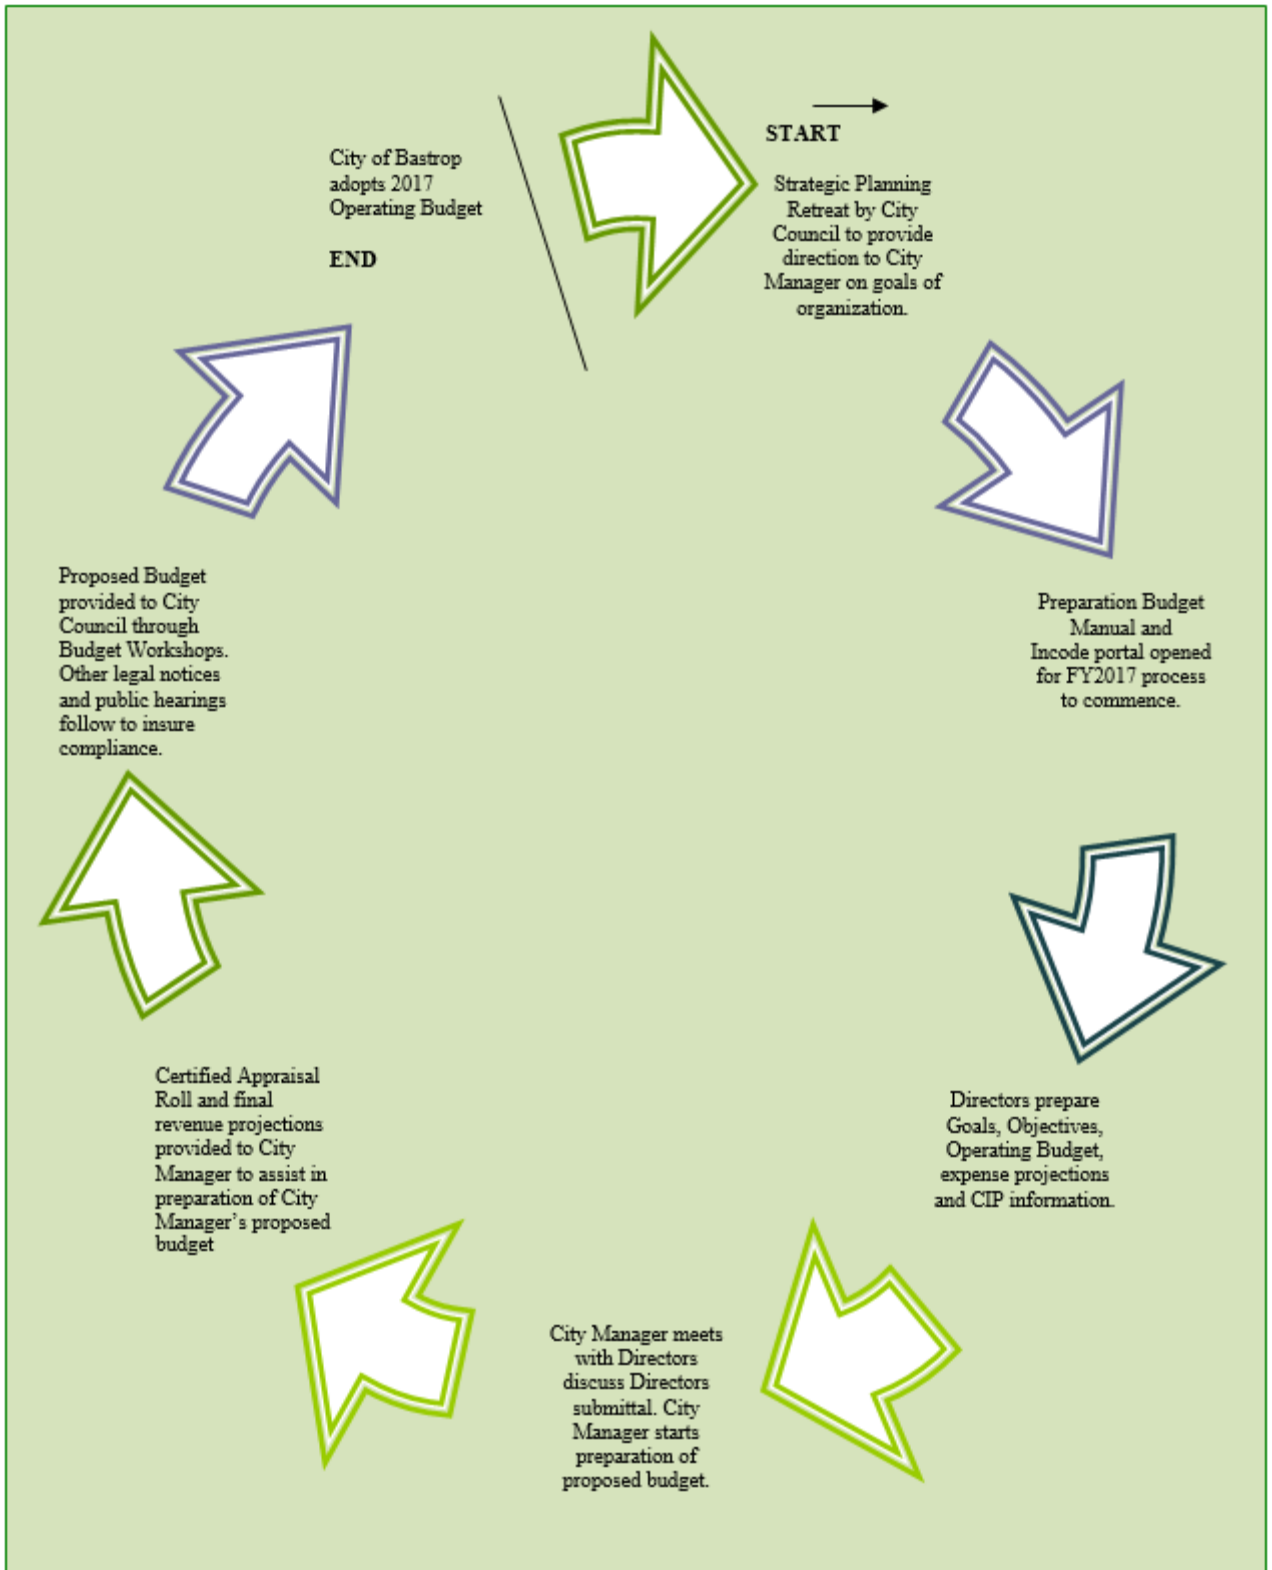 START
Strategic Planning
Retreat by City
Council to provide
direction to City
Manager on goals of
organization.
Preparation Budget
Manual and
Incode portal opened
for FY2017 process
to commence.
Directors prepare
Goals, Objectives,
Operating Budget,
expense projections
and CIP information.
City Manager meets
with Directors
discuss Directors
submittal. City
Manager starts
preparation of
proposed budget.
Certified Appraisal
Roll and final
revenue projections
provided to City
Manager to assist in
preparation of City
Manager’s proposed
budget
Proposed Budget
provided to City
Council through
Budget Workshops.
Other legal notices
and public hearings
follow to insure
compliance.
City of Bastrop
adopts 2017
Operating Budget
END